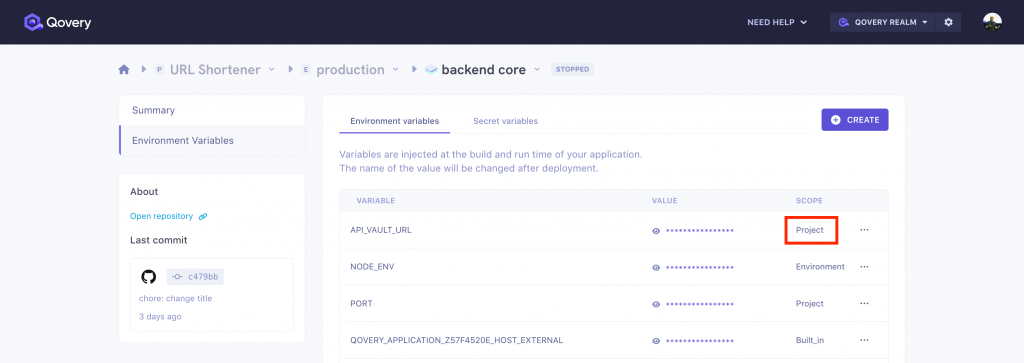 Qovery
NEED HELP
QOVERY REALM
P URL Shortener
E production
backend core
STOPPED
Summary
Environment Variables
About
Open repository
Last commit
c479bb
chore: change title
3 days ago
Environment variables
Secret variables
CREATE
Variables are injected at the build and run time of your application.
The name of the value will be changed after deployment.
VARIABLE VALUE SCOPE
API_VAULT_URL •••••••••••••••• Project ···
NODE_ENV •••••••••••••••• Environment ···
PORT •••••••••••••••• Project ···
QOVERY_APPLICATION_Z57F4520E_HOST_EXTERNAL •••••••••••••••• Built_in ···